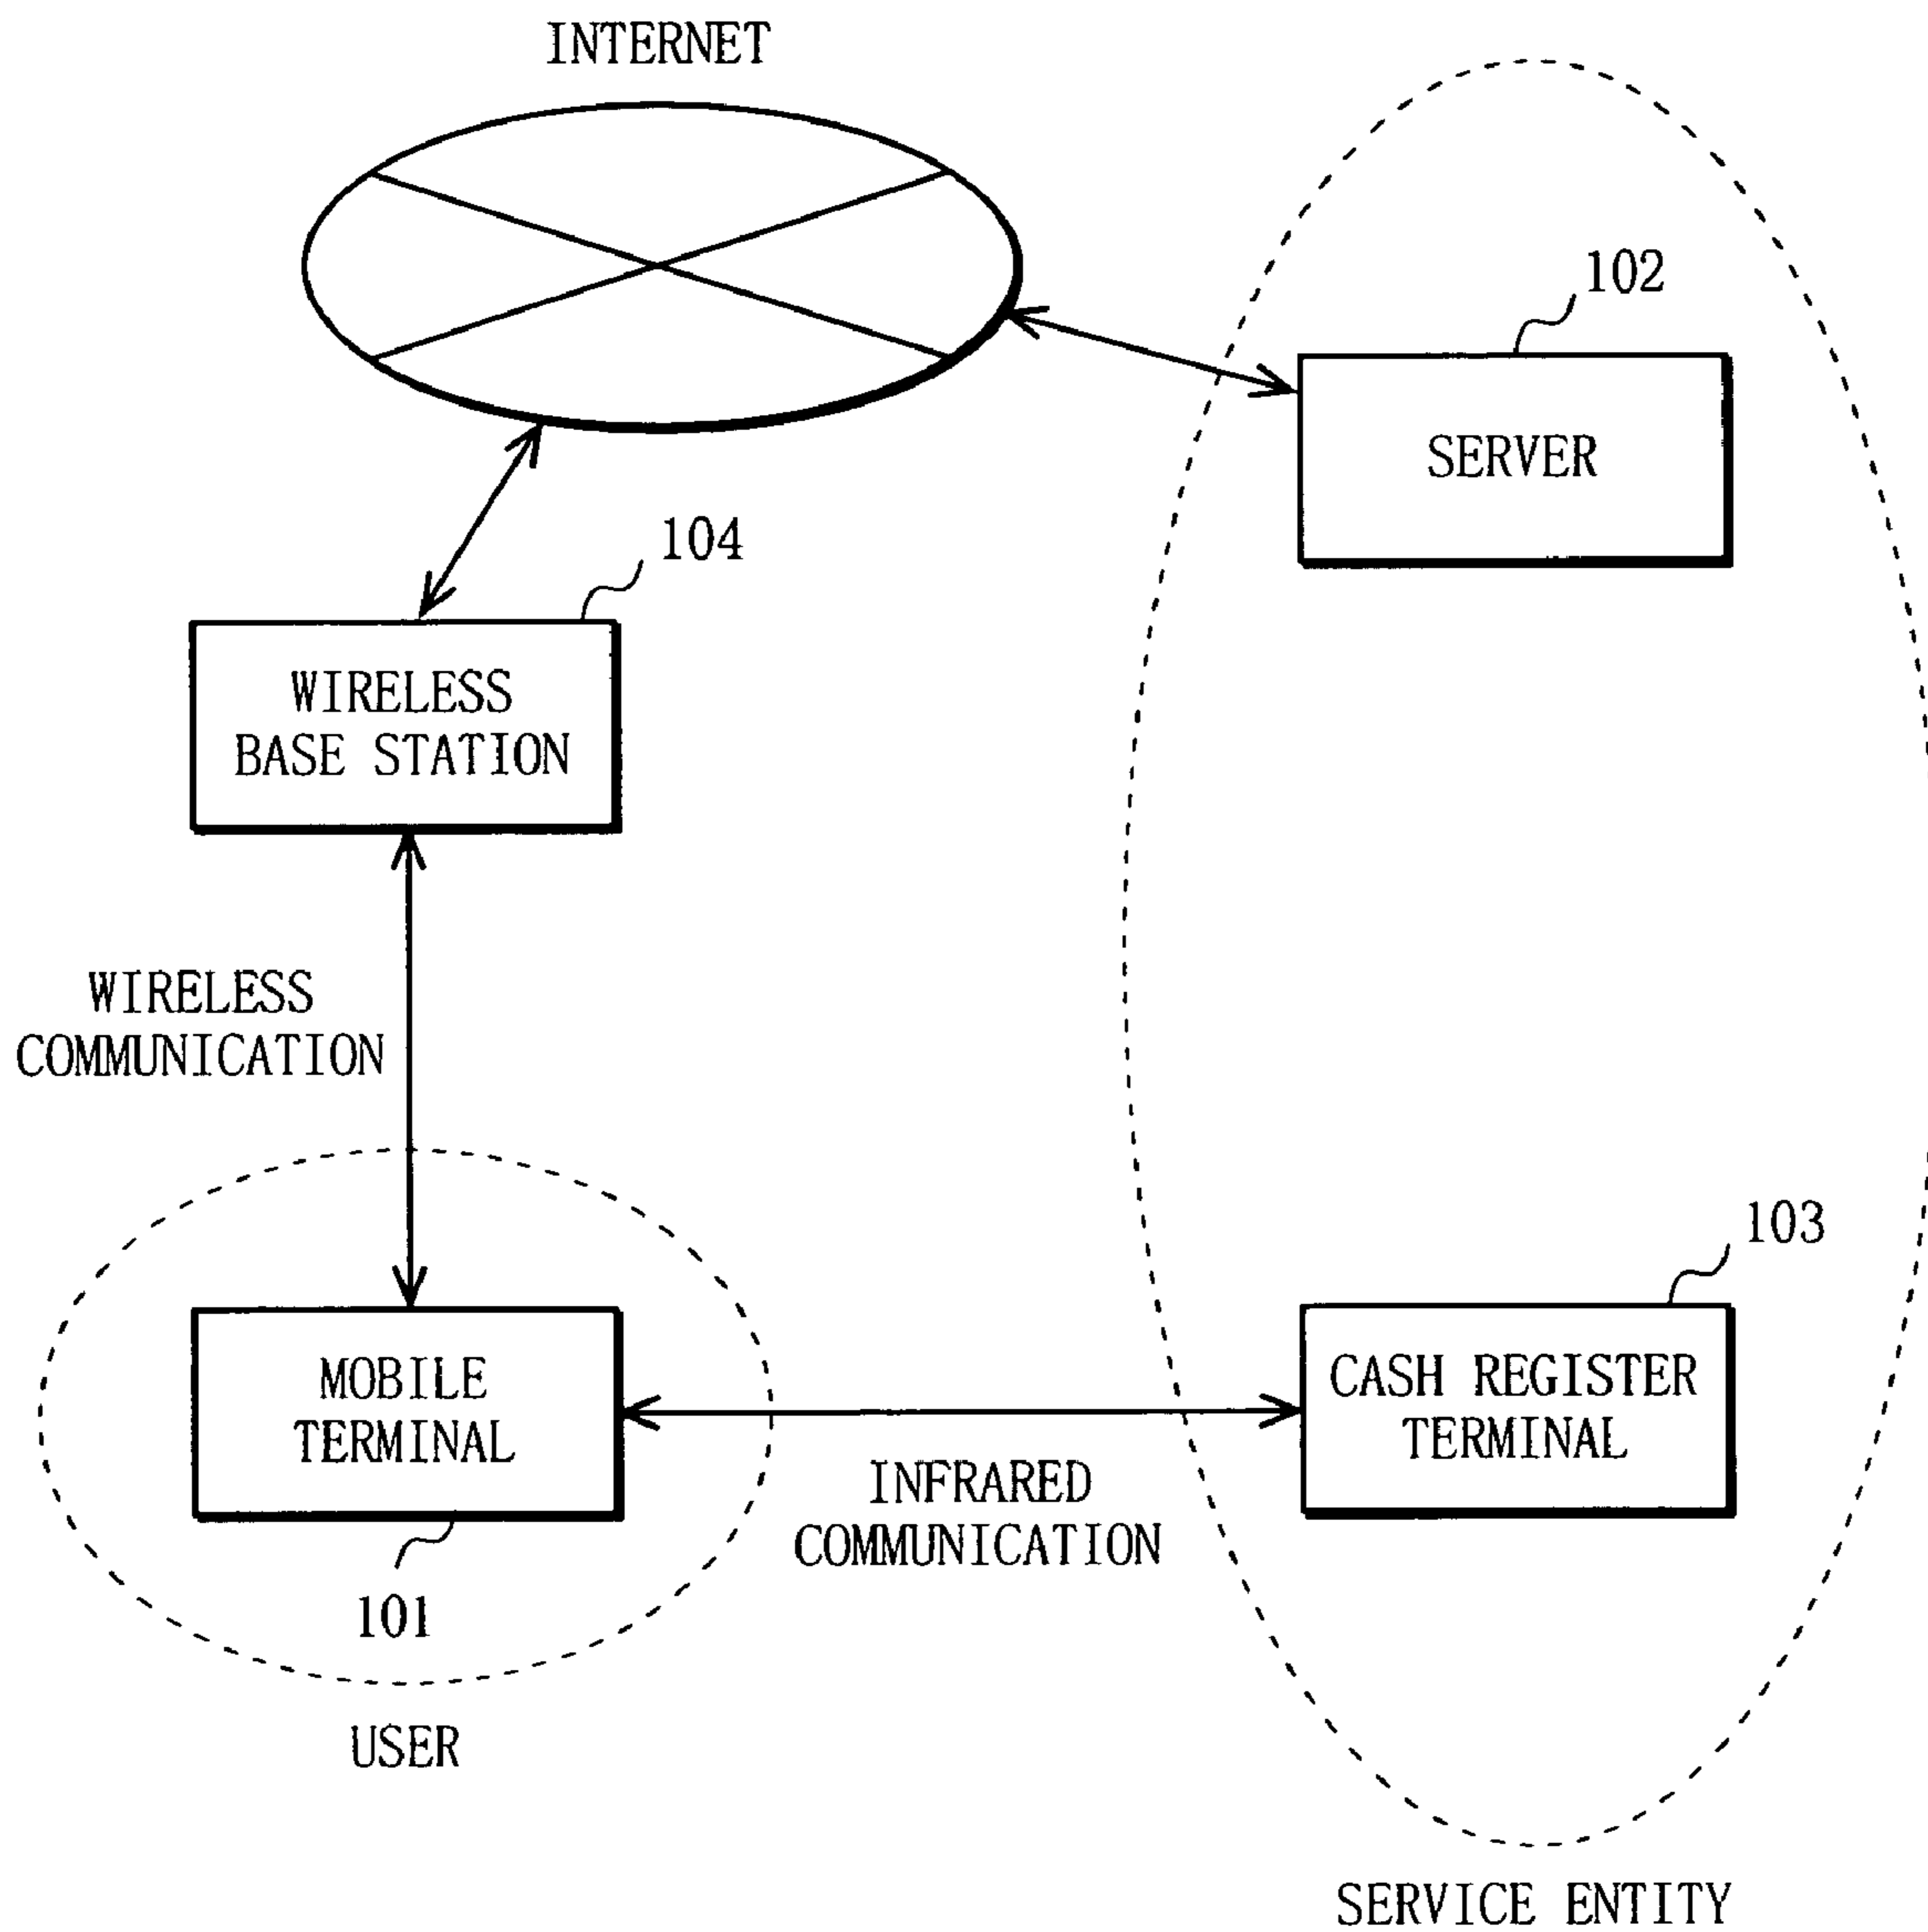 INTERNET
102
SERVER
104
WIRELESS
BASE STATION
WIRELESS
COMMUNICATION
103
MOBILE
TERMINAL
CASH REGISTER
TERMINAL
INFRARED
COMMUNICATION
101
USER
SERVICE ENTITY